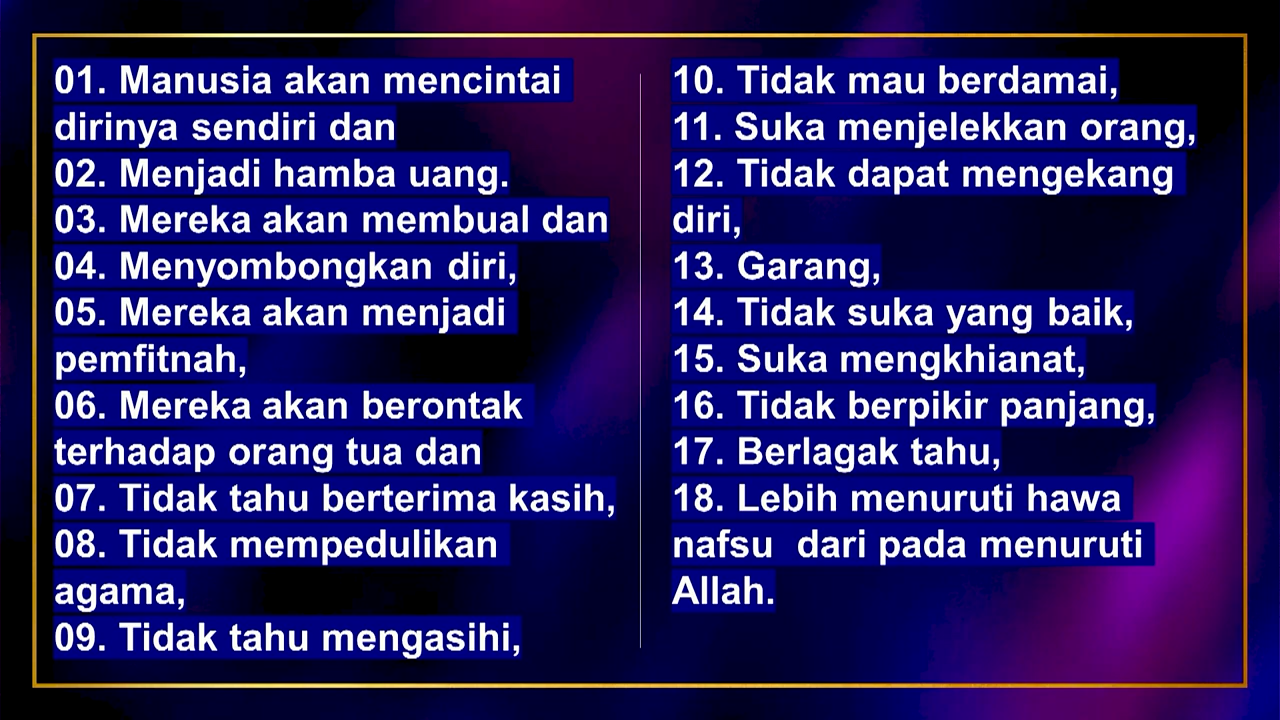 01. Manusia akan mencintai
dirinya sendiri dan
02. Menjadi hamba uang.
03. Mereka akan membual dan
04. Menyombongkan diri,
05. Mereka akan menjadi
pemfitnah,
06. Mereka akan berontak
terhadap orang tua dan
07. Tidak tahu berterima kasih,
08. Tidak mempedulikan
agama,
09. Tidak tahu mengasihi,
10. Tidak mau berdamai,
11. Suka menjelekkan orang,
12. Tidak dapat mengekang
diri,
13. Garang,
14. Tidak suka yang baik,
15. Suka mengkhianat,
16. Tidak berpikir panjang,
17. Berlagak tahu,
18. Lebih menuruti hawa
nafsu  dari pada menuruti
Allah.